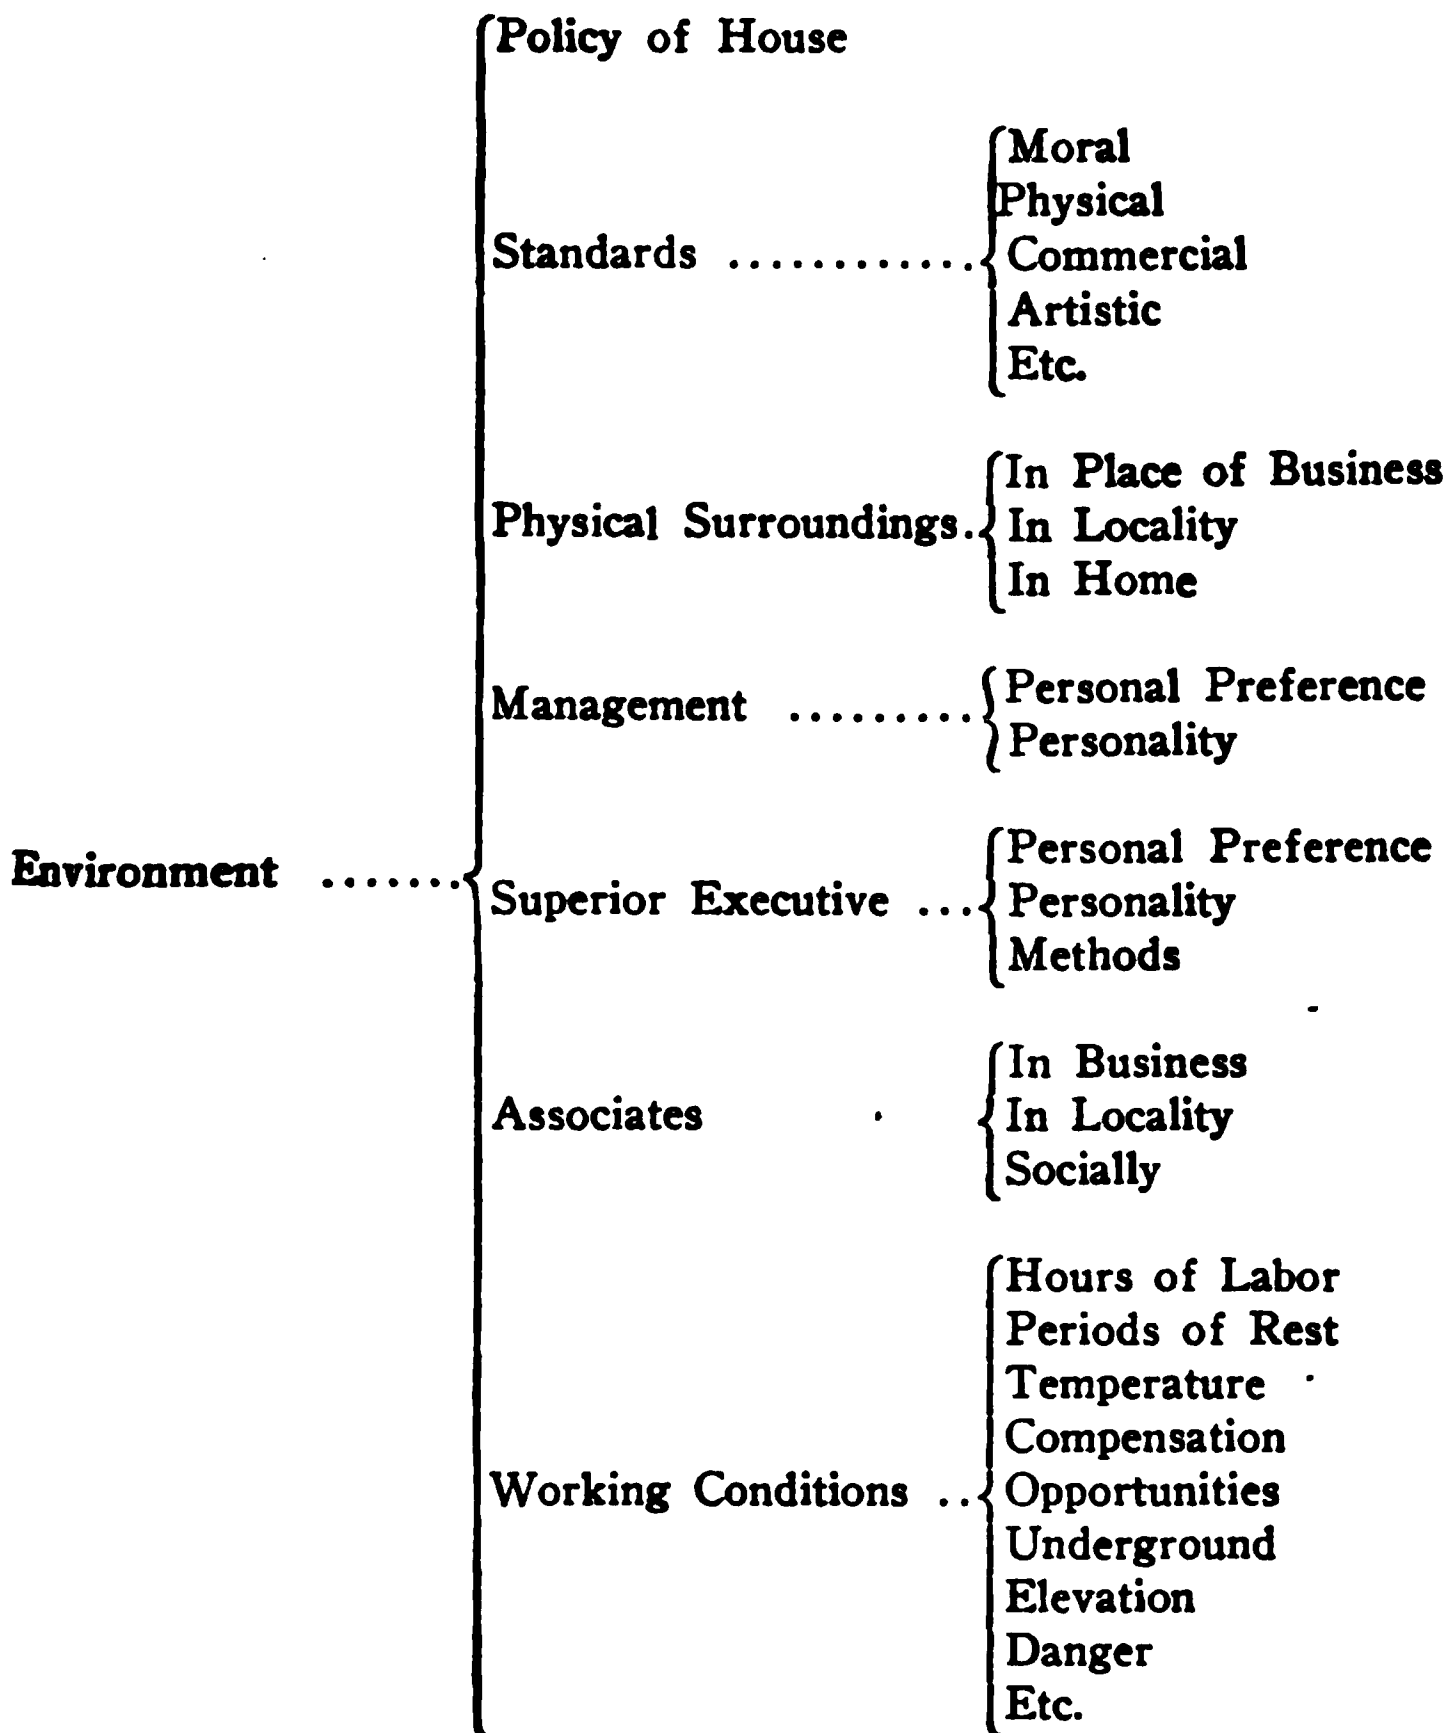 Policy of House
Moral
Physical
Standards ............ Commercial
Artistic
Etc.
In Place of Business
Physical Surroundings. In Locality
In Home
Personal Preference
Management .........
Personality
Personal Preference
Environment .......
Superior Executive ... Personality
Methods
In Business
Associates In Locality
Socially
Hours of Labor
Periods of Rest
Temperature
Compensation
Working Conditions .. Opportunities
Underground
Elevation
Danger
Etc.